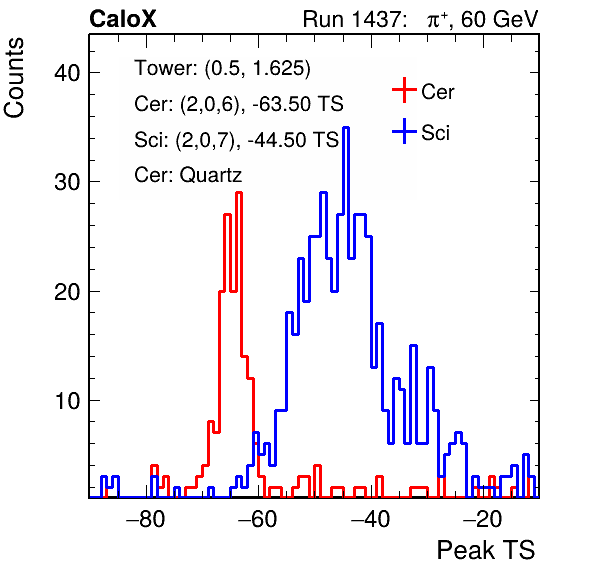 CaloX Run 1437: π⁺, 60 GeV
Counts
Tower: (0.5, 1.625)
Cer: (2,0,6), -63.50 TS
Sci: (2,0,7), -44.50 TS
Cer: Quartz
Cer
Sci
40
30
20
10
−80 −60 −40 −20
Peak TS